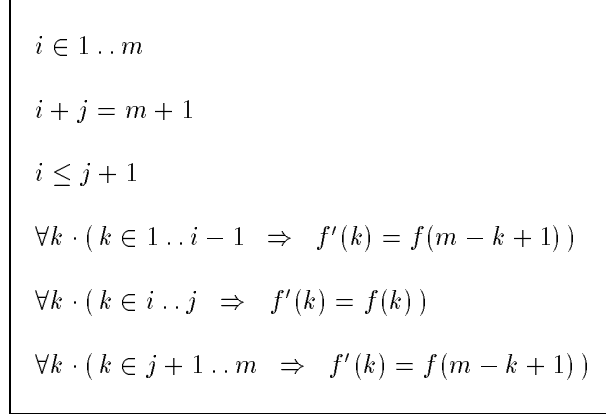 i ∈ 1 . . m
i + j = m + 1
i ≤ j + 1
∀k · ( k ∈ 1 . . i − 1 ⇒ f′(k) = f(m − k + 1) )
∀k · ( k ∈ i . . j ⇒ f′(k) = f(k) )
∀k · ( k ∈ j + 1 . . m ⇒ f′(k) = f(m − k + 1) )